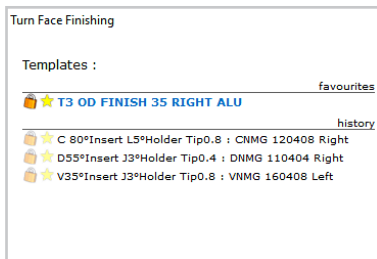 Turn Face Finishing
Templates :
favourites
T3 OD FINISH 35 RIGHT ALU
history
C 80°Insert L5°Holder Tip0.8 : CNMG 120408 Right
D55°Insert J3°Holder Tip0.4 : DNMG 110404 Right
V35°Insert J3°Holder Tip0.8 : VNMG 160408 Left